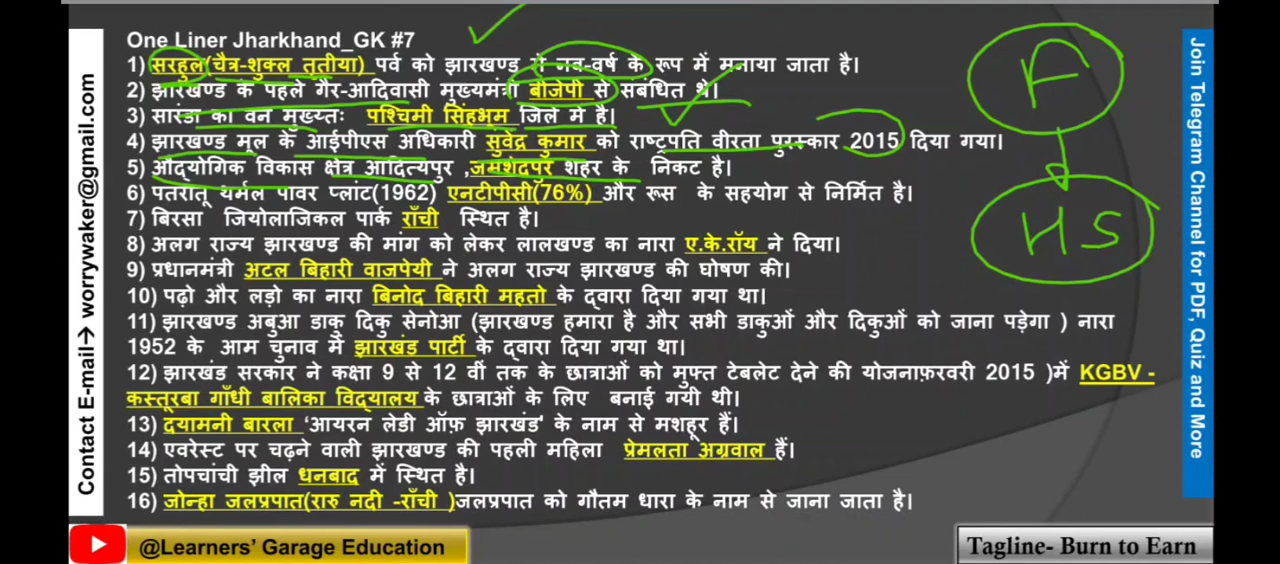 One Liner Jharkhand_GK #7
1) सरहुल(चैत्र-शुक्ल तृतीया) पर्व को झारखण्ड में नव-वर्ष के रूप में मनाया जाता है।
2) झारखण्ड के पहले गैर-आदिवासी मुख्यमंत्री बीजेपी से संबंधित थे।
3) सारंडा का वन मुख्य्तः पश्चिमी सिंहभूम जिले में है।
4) झारखण्ड मूल के आईपीएस अधिकारी सुवेंद्र कुमार को राष्ट्रपति वीरता पुरस्कार 2015 दिया गया।
5) औद्योगिक विकास क्षेत्र आदित्यपुर ,जमशेदपुर शहर के निकट है।
6) पतरातू थर्मल पावर प्लांट(1962) एनटीपीसी(76%) और रूस के सहयोग से निर्मित है।
7) बिरसा जियोलाजिकल पार्क राँची स्थित है।
8) अलग राज्य झारखण्ड की मांग को लेकर लालखण्ड का नारा ए.के.रॉय ने दिया।
9) प्रधानमंत्री अटल बिहारी वाजपेयी ने अलग राज्य झारखण्ड की घोषण की।
10) पढ़ो और लड़ो का नारा बिनोद बिहारी महतो के द्वारा दिया गया था।
11) झारखण्ड अबुआ डाकु दिकु सेनोआ (झारखण्ड हमारा है और सभी डाकुओं और दिकुओं को जाना पड़ेगा ) नारा
1952 के आम चुनाव में झारखंड पार्टी के द्वारा दिया गया था।
12) झारखंड सरकार ने कक्षा 9 से 12 वीं तक के छात्राओं को मुफ्त टेबलेट देने की योजनाफ़रवरी 2015 )में KGBV -
कस्तूरबा गाँधी बालिका विद्यालय के छात्राओं के लिए बनाई गयी थी।
13) दयामनी बारला 'आयरन लेडी ऑफ़ झारखंड' के नाम से मशहूर हैं।
14) एवरेस्ट पर चढ़ने वाली झारखण्ड की पहली महिला प्रेमलता अग्रवाल हैं।
15) तोपचांची झील धनबाद में स्थित है।
16) जोन्हा जलप्रपात(रारु नदी -राँची )जलप्रपात को गौतम धारा के नाम से जाना जाता है।
A
HS
Contact E-mail→ worrywaker@gmail.com
Join Telegram Channel for PDF, Quiz and More
@Learners' Garage Education
Tagline- Burn to Earn